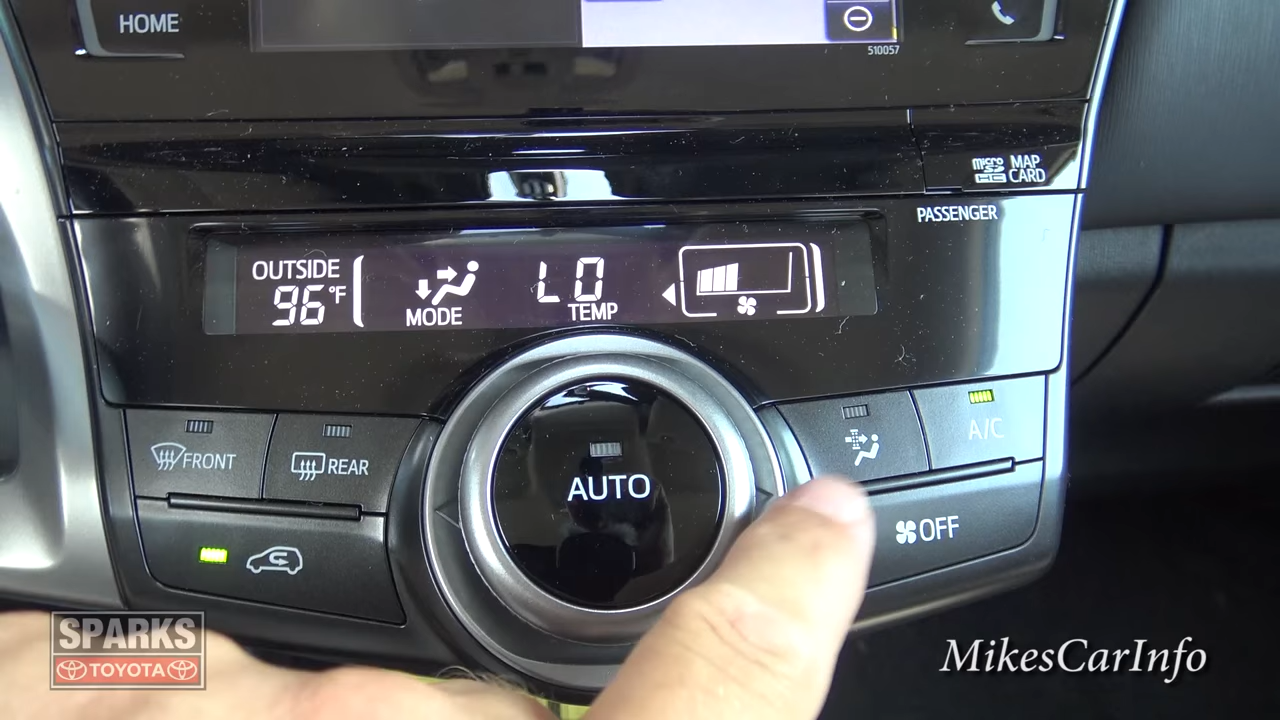 HOME
510057
micro
SD
HC
MAP
CARD
PASSENGER
OUTSIDE
96°F
MODE
LO
TEMP
FRONT
REAR
AUTO
A/C
OFF
SPARKS
TOYOTA
MikesCarInfo